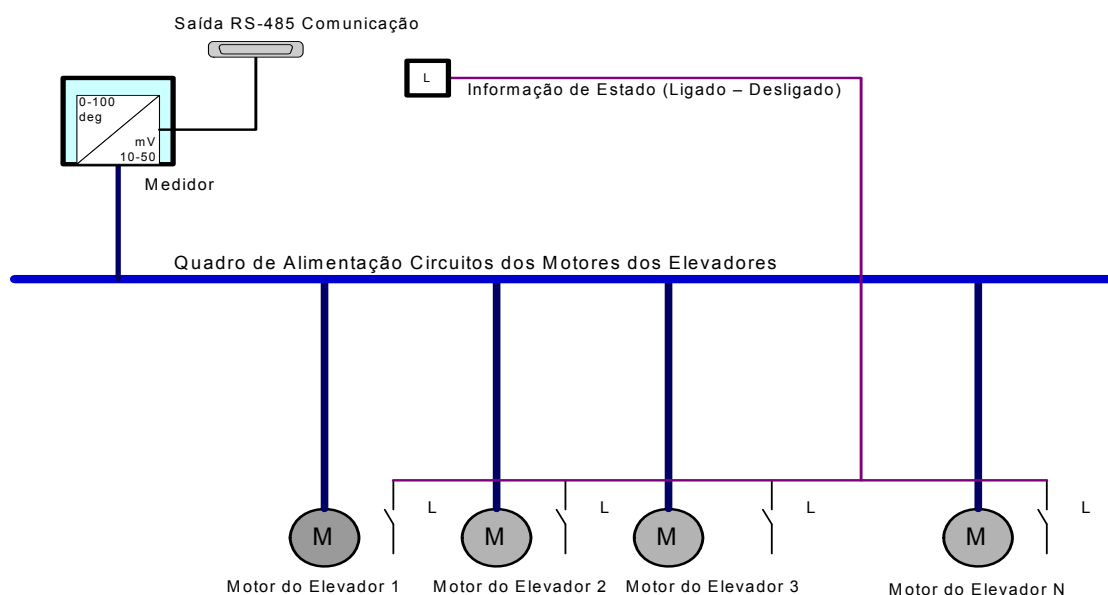 Saída RS-485 Comunicação
L
Informação de Estado (Ligado – Desligado)
0-100
deg
mV
10-50
Medidor
Quadro de Alimentação Circuitos dos Motores dos Elevadores
L
L
L
L
M
M
M
M
Motor do Elevador 1
Motor do Elevador 2
Motor do Elevador 3
Motor do Elevador N